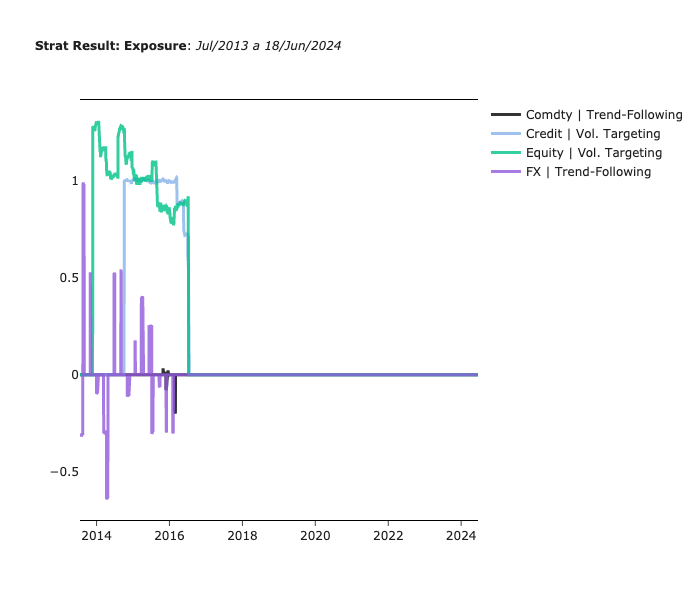 Strat Result: Exposure: Jul/2013 a 18/Jun/2024
Comdty | Trend-Following
Credit | Vol. Targeting
Equity | Vol. Targeting
FX | Trend-Following
1
0.5
0
−0.5
2014 2016 2018 2020 2022 2024